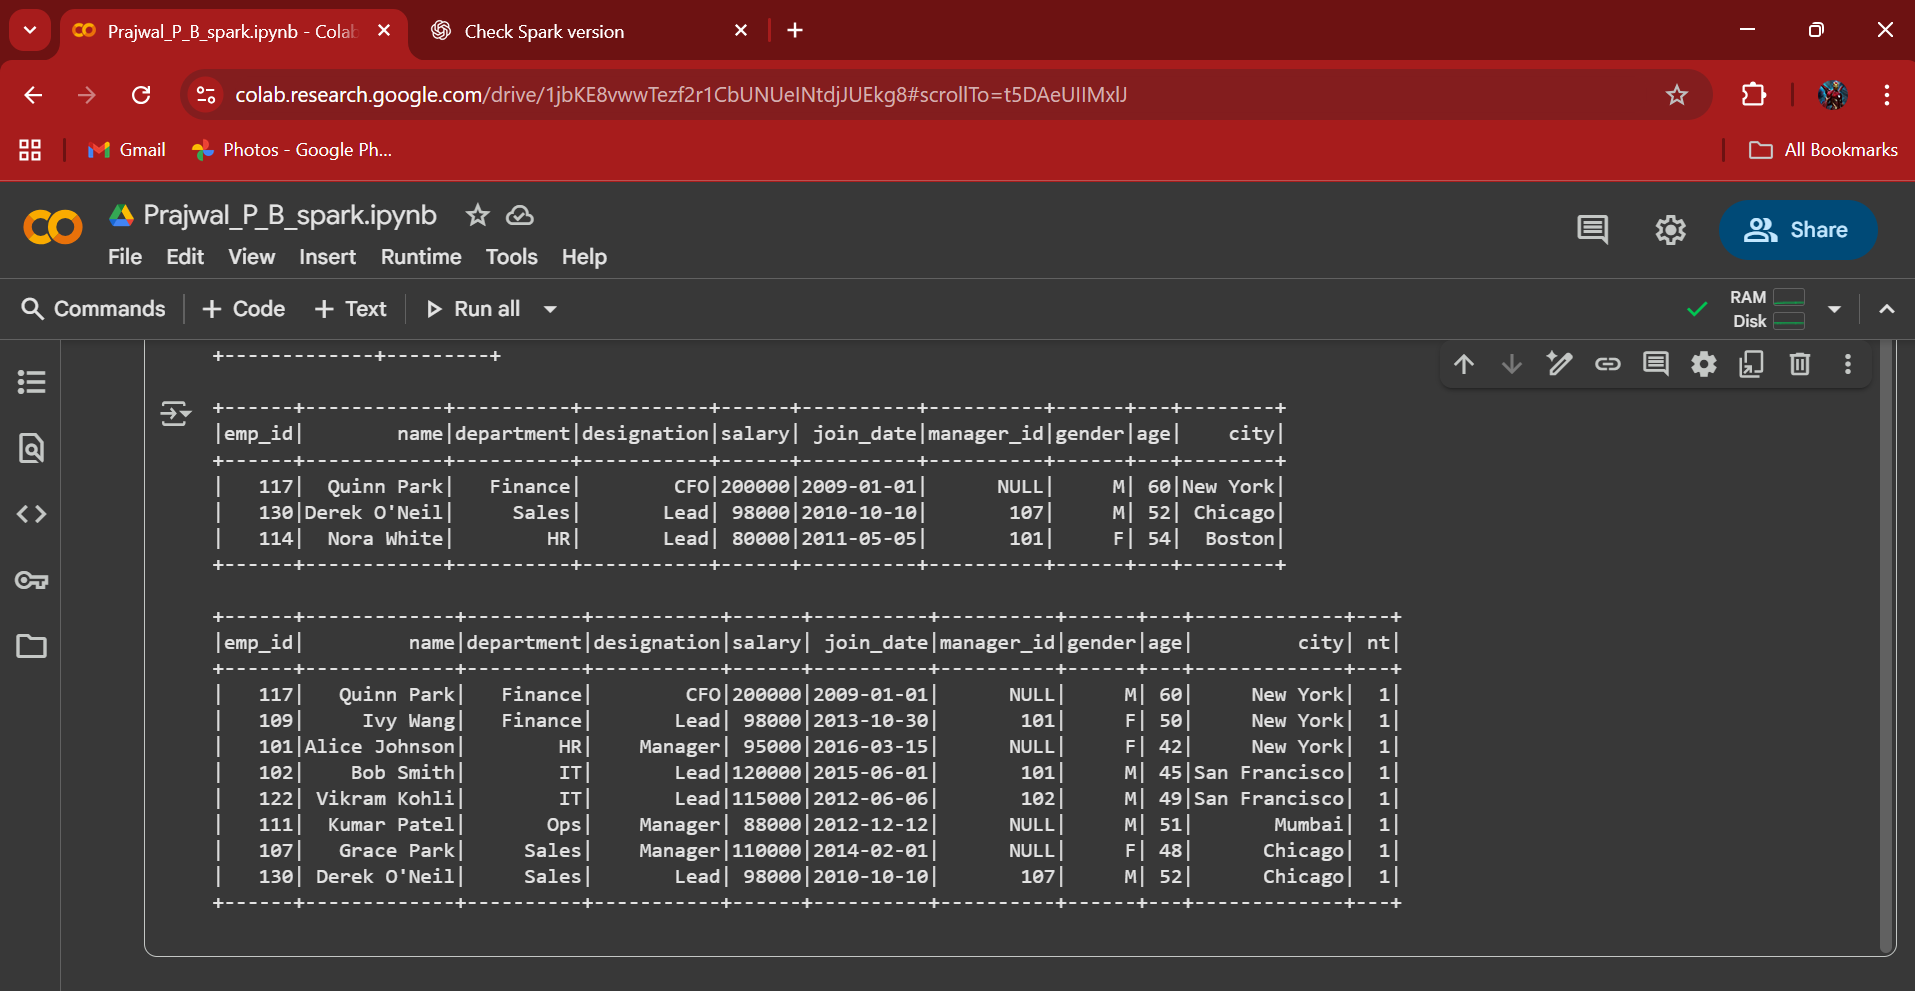 Prajwal_P_B_spark.ipynb - Colab
Check Spark version
colab.research.google.com/drive/1jbKE8vwwTezf2r1CbUNUeINtdjJUEkg8#scrollTo=t5DAeUIIMxlJ
Gmail
Photos - Google Ph...
All Bookmarks
Prajwal_P_B_spark.ipynb
Share
File Edit View Insert Runtime Tools Help
Commands + Code + Text Run all
RAM
Disk
+-------------+---------+
+------+------------+----------+-----------+------+----------+----------+------+---+--------+
|emp_id|        name|department|designation|salary| join_date|manager_id|gender|age|    city|
+------+------------+----------+-----------+------+----------+----------+------+---+--------+
|   117|  Quinn Park|   Finance|        CFO|200000|2009-01-01|      NULL|     M| 60|New York|
|   130|Derek O'Neil|     Sales|       Lead| 98000|2010-10-10|       107|     M| 52| Chicago|
|   114|  Nora White|        HR|       Lead| 80000|2011-05-05|       101|     F| 54|  Boston|
+------+------------+----------+-----------+------+----------+----------+------+---+--------+
+------+-------------+----------+-----------+------+----------+----------+------+---+-------------+---+
|emp_id|         name|department|designation|salary| join_date|manager_id|gender|age|         city| nt|
+------+-------------+----------+-----------+------+----------+----------+------+---+-------------+---+
|   117|   Quinn Park|   Finance|        CFO|200000|2009-01-01|      NULL|     M| 60|     New York|  1|
|   109|     Ivy Wang|   Finance|       Lead| 98000|2013-10-30|       101|     F| 50|     New York|  1|
|   101|Alice Johnson|        HR|    Manager| 95000|2016-03-15|      NULL|     F| 42|     New York|  1|
|   102|    Bob Smith|        IT|       Lead|120000|2015-06-01|       101|     M| 45|San Francisco|  1|
|   122| Vikram Kohli|        IT|       Lead|115000|2012-06-06|       102|     M| 49|San Francisco|  1|
|   111|  Kumar Patel|       Ops|    Manager| 88000|2012-12-12|      NULL|     M| 51|       Mumbai|  1|
|   107|   Grace Park|     Sales|    Manager|110000|2014-02-01|      NULL|     F| 48|      Chicago|  1|
|   130| Derek O'Neil|     Sales|       Lead| 98000|2010-10-10|       107|     M| 52|      Chicago|  1|
+------+-------------+----------+-----------+------+----------+----------+------+---+-------------+---+